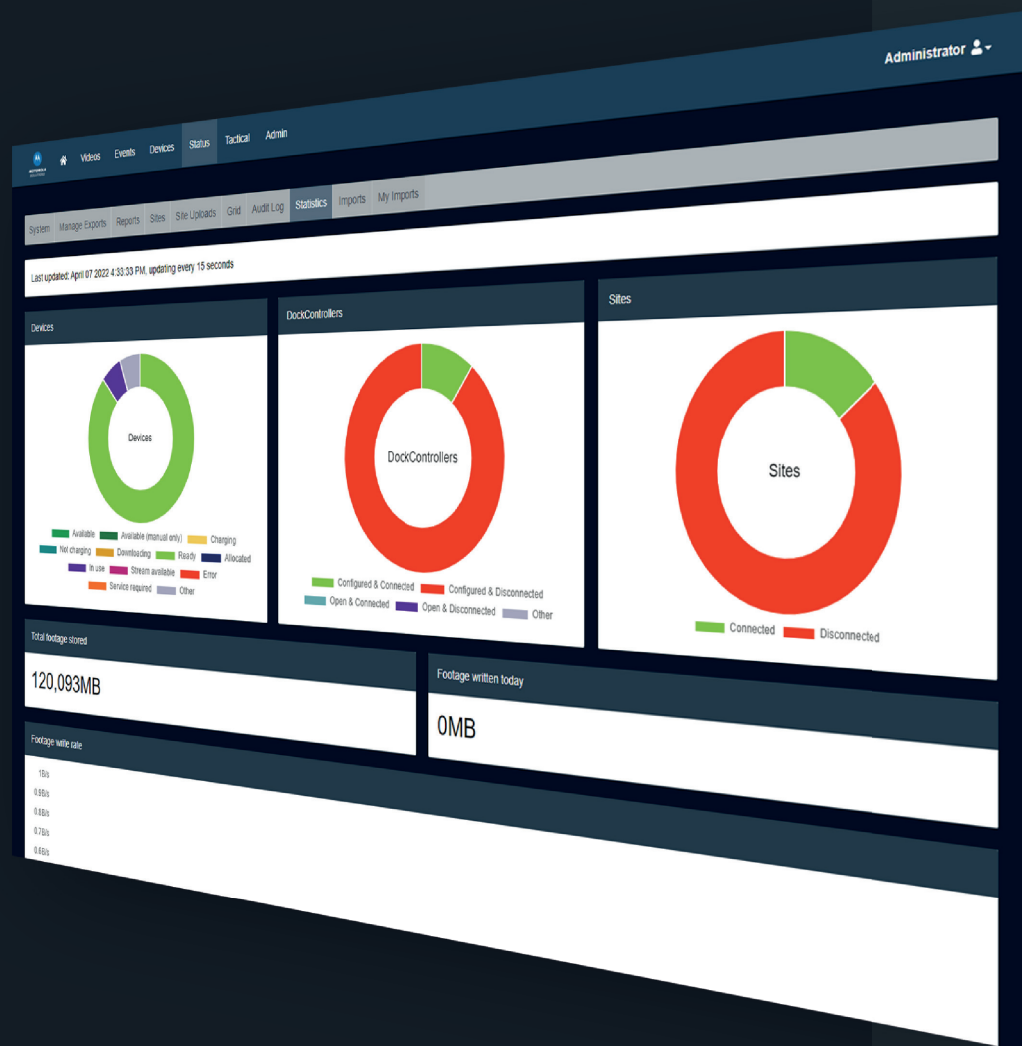 Administrator
MOTOROLA SOLUTIONS
Videos Events Devices Status Tactical Admin
System Manage Exports Reports Sites Site Uploads Grid Audit Log Statistics Imports My Imports
Last updated: April 07 2022 4:33:33 PM, updating every 15 seconds
Devices
DockControllers
Sites
Devices
DockControllers
Sites
Available Available (manual only) Charging
Not charging Downloading Ready Allocated
In use Stream available Error
Service required Other
Configured & Connected Configured & Disconnected
Open & Connected Open & Disconnected Other
Connected Disconnected
Total footage stored
120,093MB
Footage written today
0MB
Footage write rate
1B/s
0.9B/s
0.8B/s
0.7B/s
0.6B/s